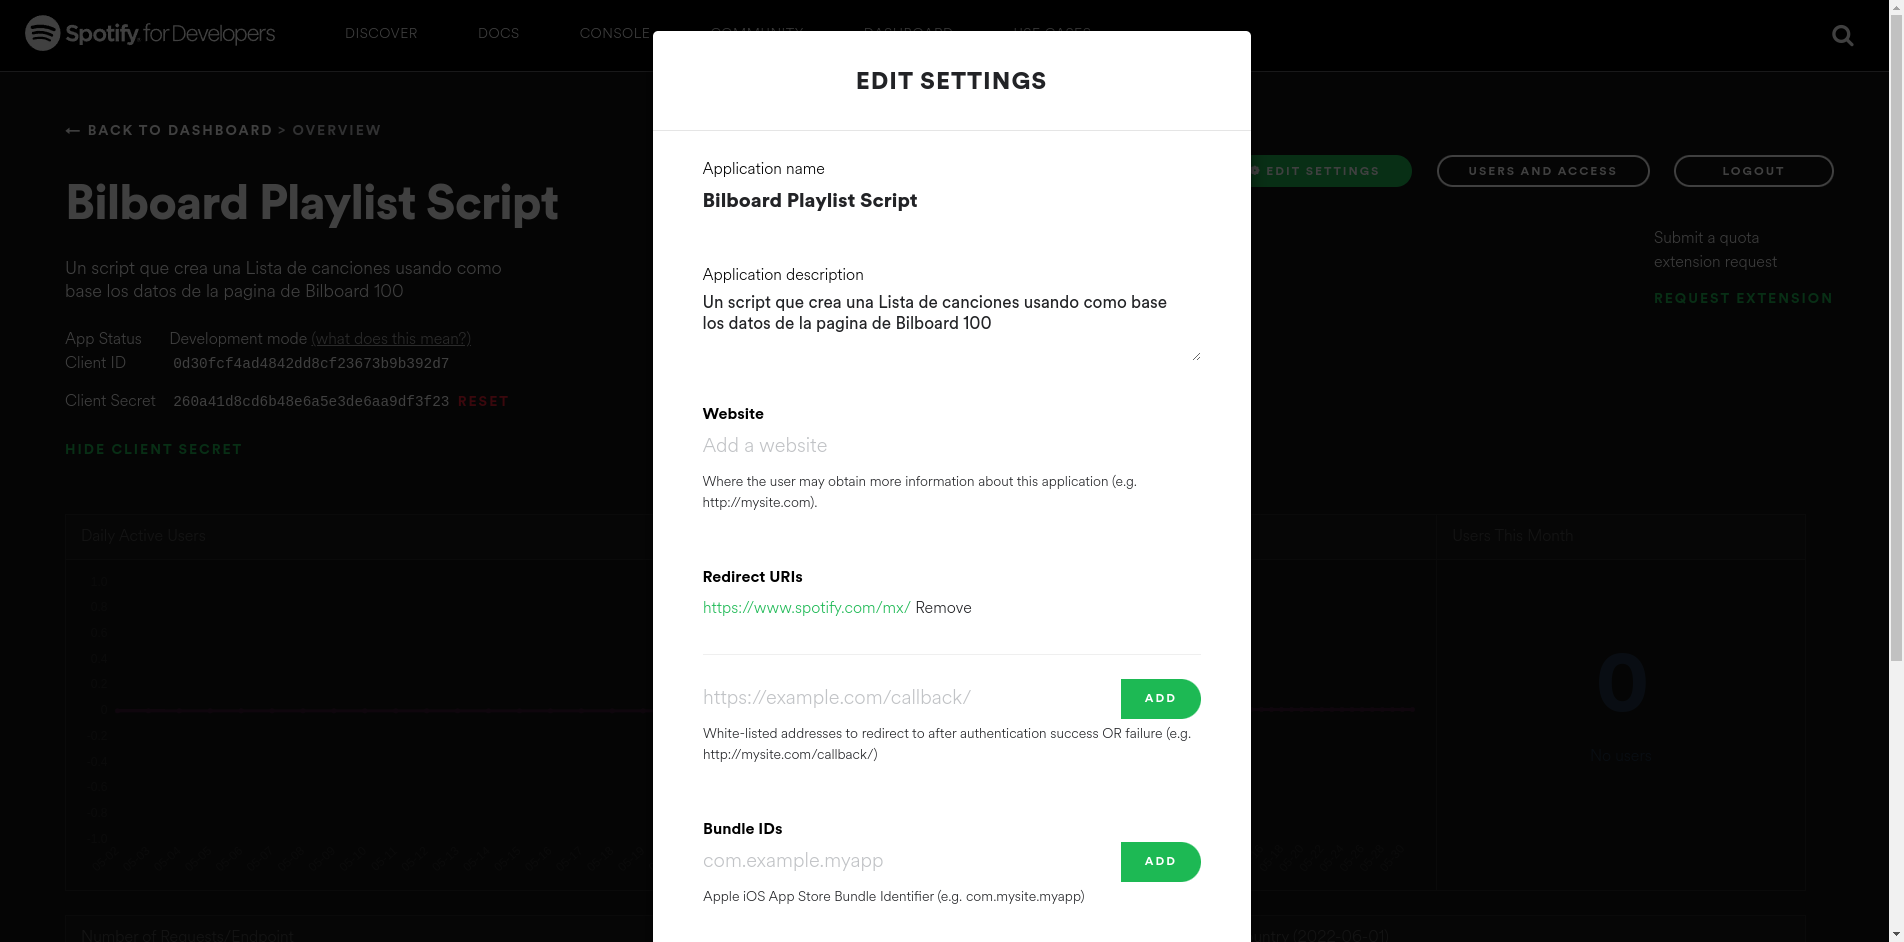 Spotify for Developers
DISCOVER
DOCS
CONSOLE
COMMUNITY
DASHBOARD
USE CASES
EDIT SETTINGS
← BACK TO DASHBOARD > OVERVIEW
Bilboard Playlist Script
Un script que crea una Lista de canciones usando como
base los datos de la pagina de Bilboard 100
App Status Development mode (what does this mean?)
Client ID 0d30fcf4ad4842dd8cf23673b9b392d7
Client Secret 260a41d8cd6b48e6a5e3de6aa9df3f23 RESET
HIDE CLIENT SECRET
EDIT SETTINGS
USERS AND ACCESS
LOGOUT
Submit a quota
extension request
REQUEST EXTENSION
Application name
Bilboard Playlist Script
Application description
Un script que crea una Lista de canciones usando como base
los datos de la pagina de Bilboard 100
Website
Add a website
Where the user may obtain more information about this application (e.g.
http://mysite.com).
Redirect URIs
https://www.spotify.com/mx/ Remove
https://example.com/callback/
ADD
White-listed addresses to redirect to after authentication success OR failure (e.g.
http://mysite.com/callback/)
Bundle IDs
com.example.myapp
ADD
Apple iOS App Store Bundle Identifier (e.g. com.mysite.myapp)
Daily Active Users
Users This Month
0
No users
Number of Requests/Endpoint
(2022-06-01)